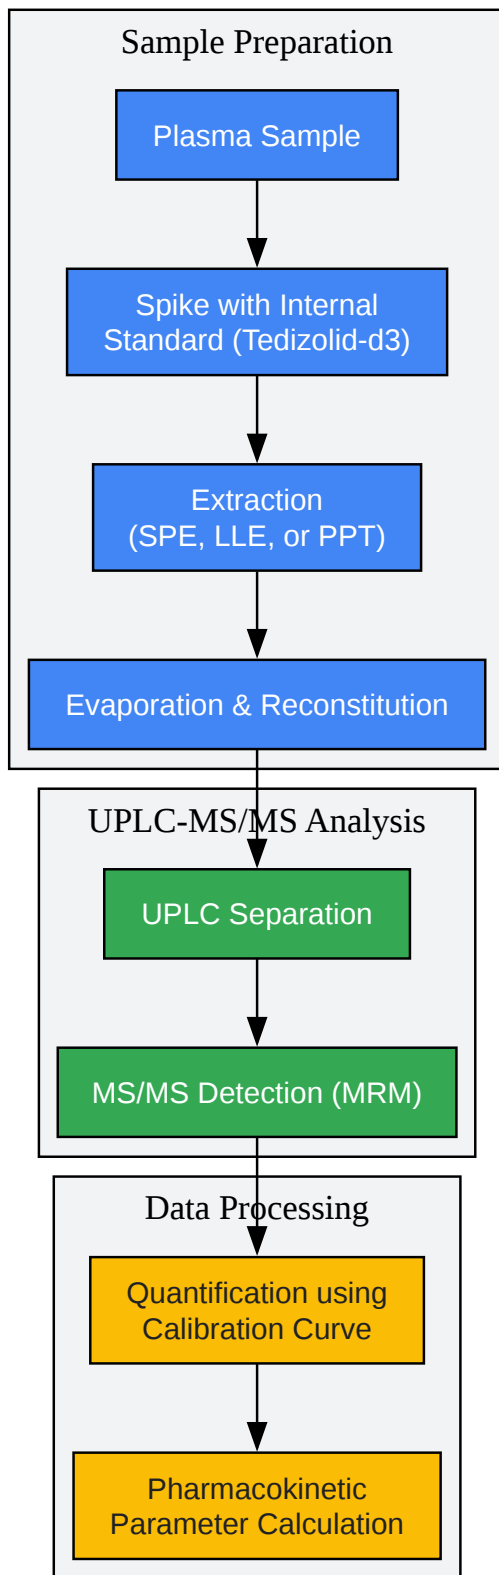 Sample Preparation
Plasma Sample
Spike with Internal
Standard (Tedizolid-d3)
Extraction
(SPE, LLE, or PPT)
Evaporation & Reconstitution
UPLC-MS/MS Analysis
UPLC Separation
MS/MS Detection (MRM)
Data Processing
Quantification using
Calibration Curve
Pharmacokinetic
Parameter Calculation